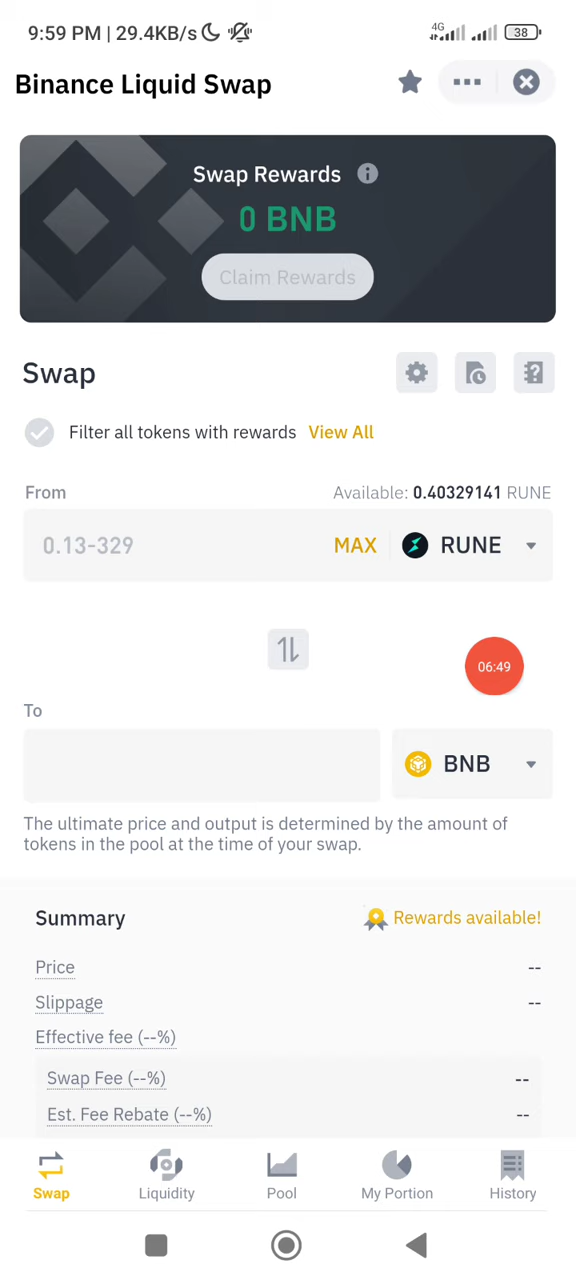 9:59 PM | 29.4KB/s
4G
38
Binance Liquid Swap
Swap Rewards
0 BNB
Claim Rewards
Swap
Filter all tokens with rewards View All
From Available: 0.40329141 RUNE
0.13-329 MAX RUNE
06:49
To
BNB
The ultimate price and output is determined by the amount of
tokens in the pool at the time of your swap.
Summary Rewards available!
Price --
Slippage --
Effective fee (--%)
Swap Fee (--%) --
Est. Fee Rebate (--%) --
Swap Liquidity Pool My Portion History